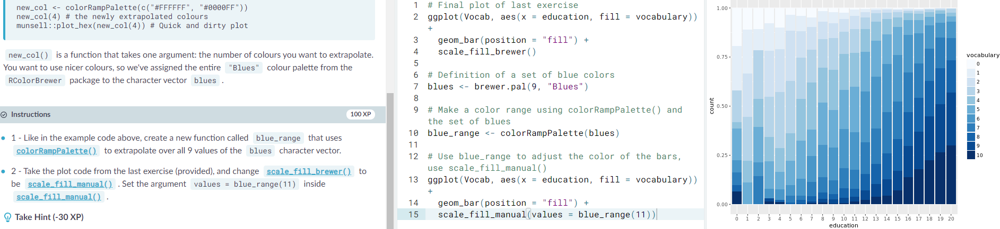 new_col <- colorRampPalette(c("#FFFFFF", "#0000FF"))
new_col(4) # the newly extrapolated colours
munsell::plot_hex(new_col(4)) # Quick and dirty plot
new_col() is a function that takes one argument: the number of colours you want to extrapolate.
You want to use nicer colours, so we've assigned the entire "Blues" colour palette from the
RColorBrewer package to the character vector blues .
Instructions 100 XP
1 - Like in the example code above, create a new function called blue_range that uses
colorRampPalette() to extrapolate over all 9 values of the blues character vector.
2 - Take the plot code from the last exercise (provided), and change scale_fill_brewer() to
be scale_fill_manual() . Set the argument values = blue_range(11) inside
scale_fill_manual() .
Take Hint (-30 XP)
1 # Final plot of last exercise
2 ggplot(Vocab, aes(x = education, fill = vocabulary))
+
3 geom_bar(position = "fill") +
4 scale_fill_brewer()
5
6 # Definition of a set of blue colors
7 blues <- brewer.pal(9, "Blues")
8
9 # Make a color range using colorRampPalette() and
the set of blues
10 blue_range <- colorRampPalette(blues)
11
12 # Use blue_range to adjust the color of the bars,
use scale_fill_manual()
13 ggplot(Vocab, aes(x = education, fill = vocabulary))
+
14 geom_bar(position = "fill") +
15 scale_fill_manual(values = blue_range(11))
1.00
0.75
0.50
0.25
0.00
count
0 1 2 3 4 5 6 7 8 9 10 11 12 13 14 15 16 17 18 19 20
education
vocabulary
0
1
2
3
4
5
6
7
8
9
10